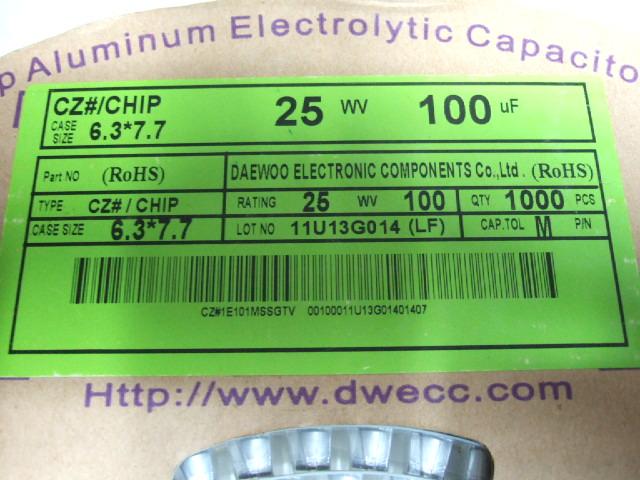 p Aluminum Electrolytic Capacito
CZ#/CHIP 25 WV 100 uF
CASE SIZE 6.3*7.7
Part NO (RoHS) DAEWOO ELECTRONIC COMPONENTS Co.,Ltd. (RoHS)
TYPE CZ# / CHIP RATING 25 WV 100 QTY 1000 PCS
CASE SIZE 6.3*7.7 LOT NO 11U13G014 (LF) CAP.TOL M P/N
CZ#1E101MSSGTV 00100011U13G01401407
Http://www.dwecc.com